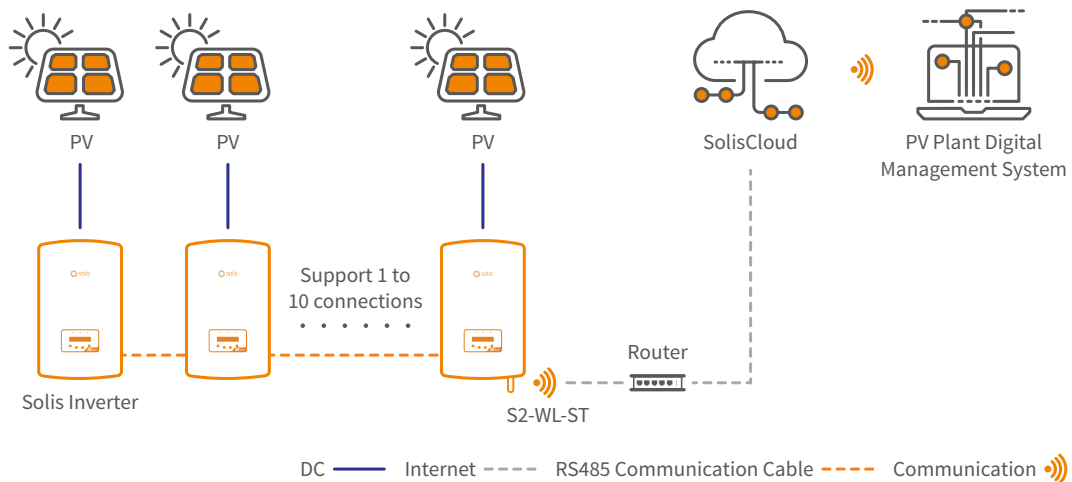 PV
PV
PV
SolisCloud
PV Plant Digital
Management System
solis
solis
solis
Support 1 to
10 connections
Router
Solis Inverter
S2-WL-ST
DC
Internet
RS485 Communication Cable
Communication